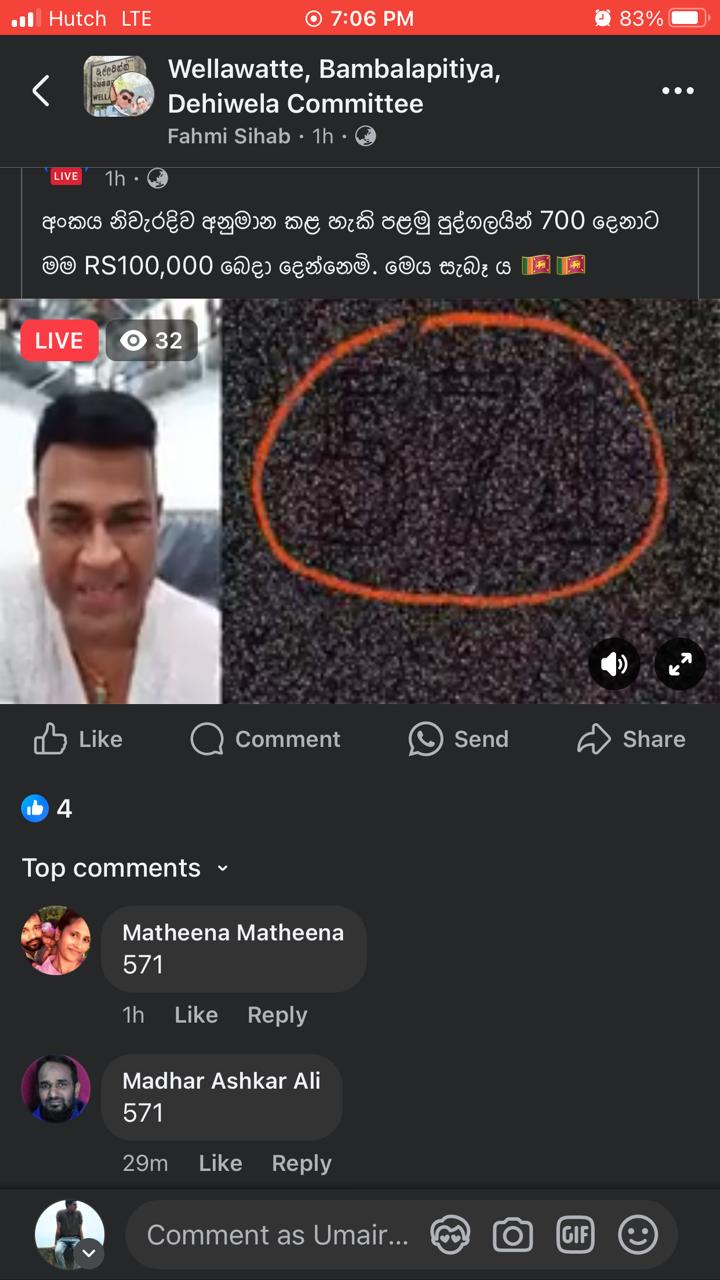 Hutch LTE 7:06 PM 83%
Wellawatte, Bambalapitiya,
Dehiwela Committee
Fahmi Sihab · 1h ·
LIVE 1h ·
අංකය නිවැරදිව අනුමාන කළ හැකි පළමු පුද්ගලයින් 700 දෙනාට
මම RS100,000 බෙදා දෙන්නෙමි. මෙය සැබෑ ය
LIVE 32
571
Like Comment Send Share
4
Top comments
Matheena Matheena
571
1h Like Reply
Madhar Ashkar Ali
571
29m Like Reply
Comment as Umair... GIF